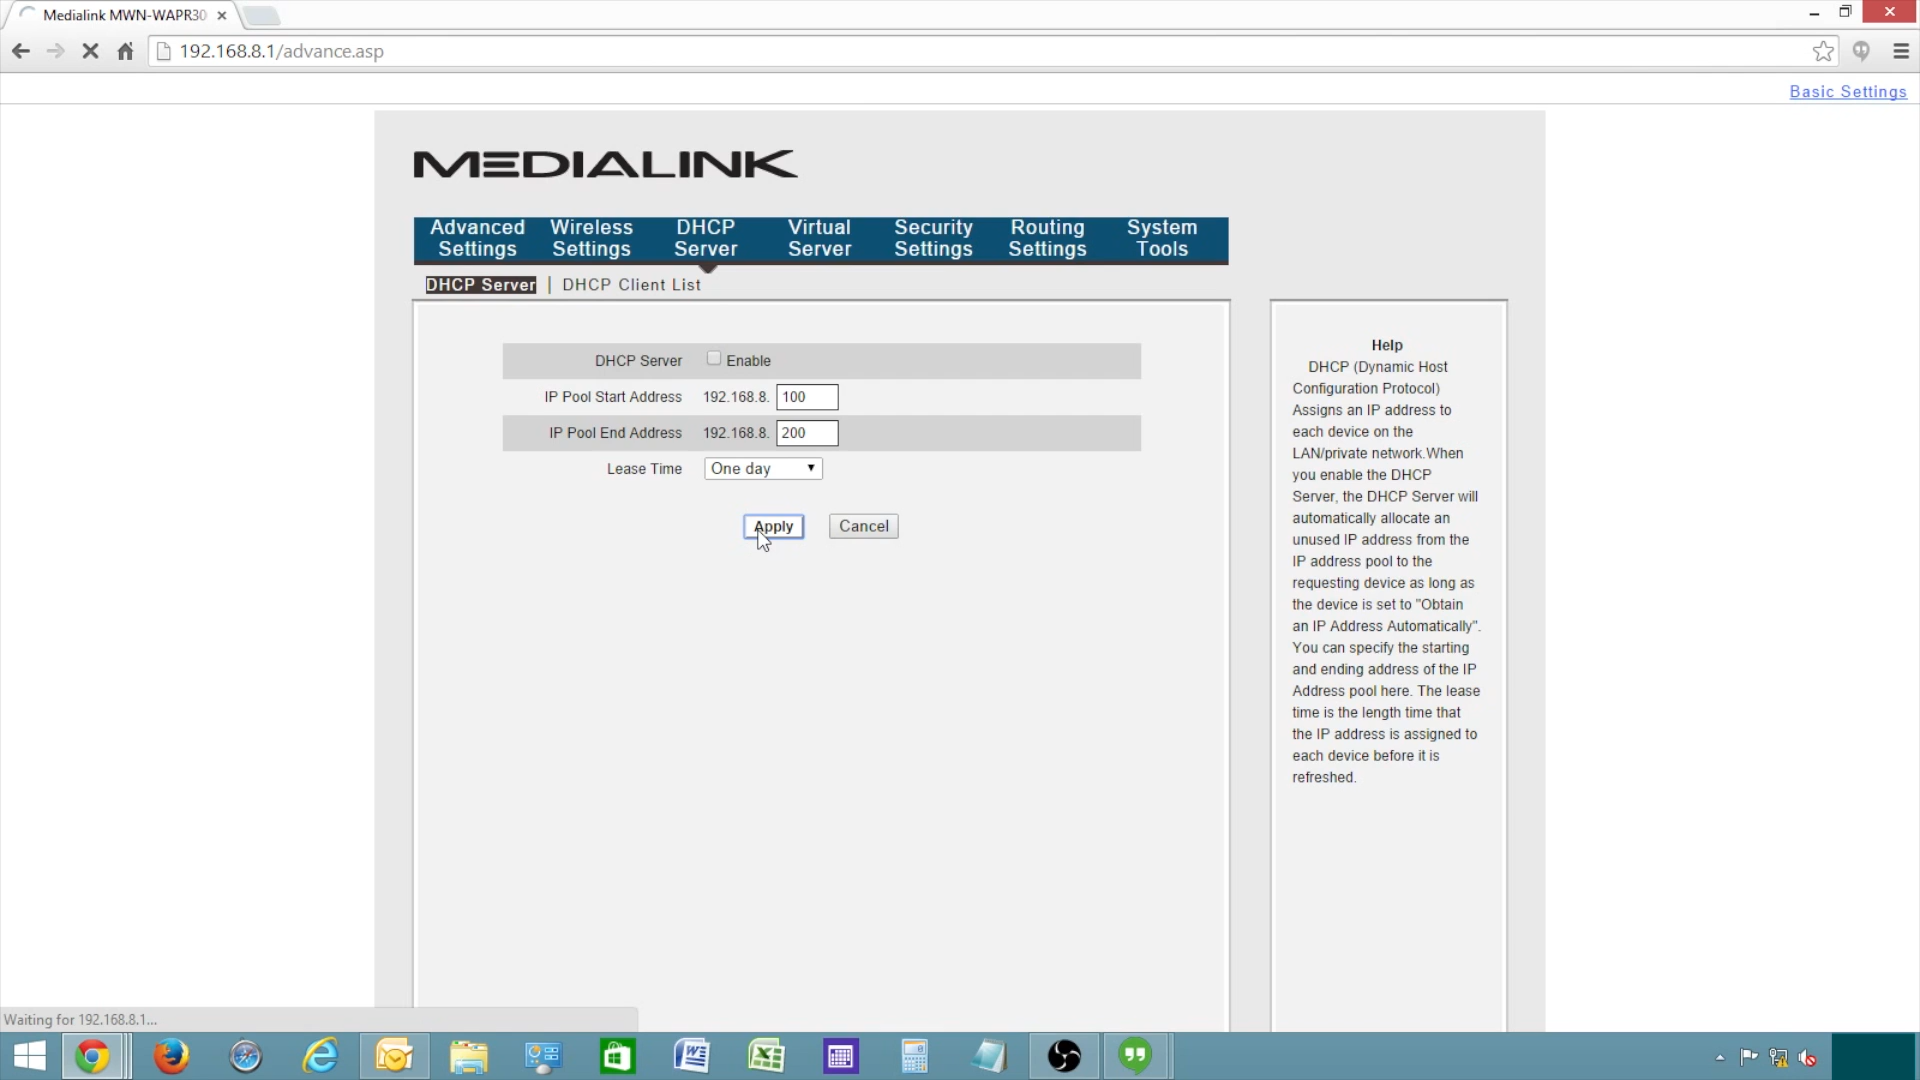 Medialink MWN-WAPR30
192.168.8.1/advance.asp
Basic Settings
MEDIALINK
Advanced Settings
Wireless Settings
DHCP Server
Virtual Server
Security Settings
Routing Settings
System Tools
DHCP Server | DHCP Client List
DHCP Server Enable
IP Pool Start Address 192.168.8. 100
IP Pool End Address 192.168.8. 200
Lease Time One day
Apply Cancel
Help
DHCP (Dynamic Host
Configuration Protocol)
Assigns an IP address to
each device on the
LAN/private network.When
you enable the DHCP
Server, the DHCP Server will
automatically allocate an
unused IP address from the
IP address pool to the
requesting device as long as
the device is set to "Obtain
an IP Address Automatically".
You can specify the starting
and ending address of the IP
Address pool here. The lease
time is the length time that
the IP address is assigned to
each device before it is
refreshed.
Waiting for 192.168.8.1...